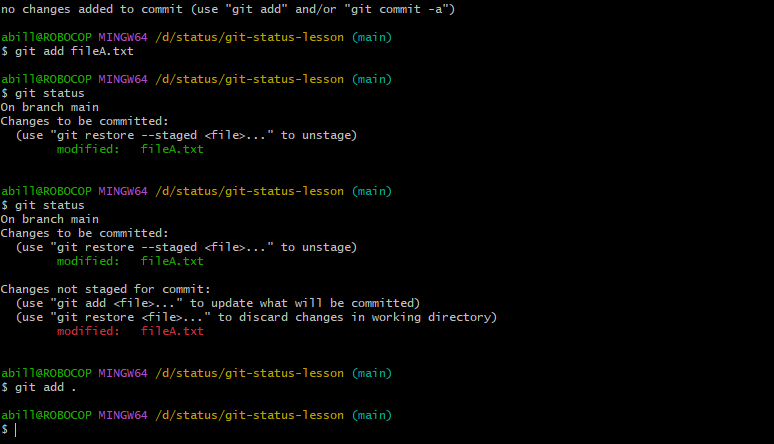 no changes added to commit (use "git add" and/or "git commit -a")
abill@ROBOCOP MINGW64 /d/status/git-status-lesson (main)
$ git add fileA.txt
abill@ROBOCOP MINGW64 /d/status/git-status-lesson (main)
$ git status
On branch main
Changes to be committed:
  (use "git restore --staged <file>..." to unstage)
        modified:   fileA.txt
abill@ROBOCOP MINGW64 /d/status/git-status-lesson (main)
$ git status
On branch main
Changes to be committed:
  (use "git restore --staged <file>..." to unstage)
        modified:   fileA.txt
Changes not staged for commit:
  (use "git add <file>..." to update what will be committed)
  (use "git restore <file>..." to discard changes in working directory)
        modified:   fileA.txt
abill@ROBOCOP MINGW64 /d/status/git-status-lesson (main)
$ git add .
abill@ROBOCOP MINGW64 /d/status/git-status-lesson (main)
$